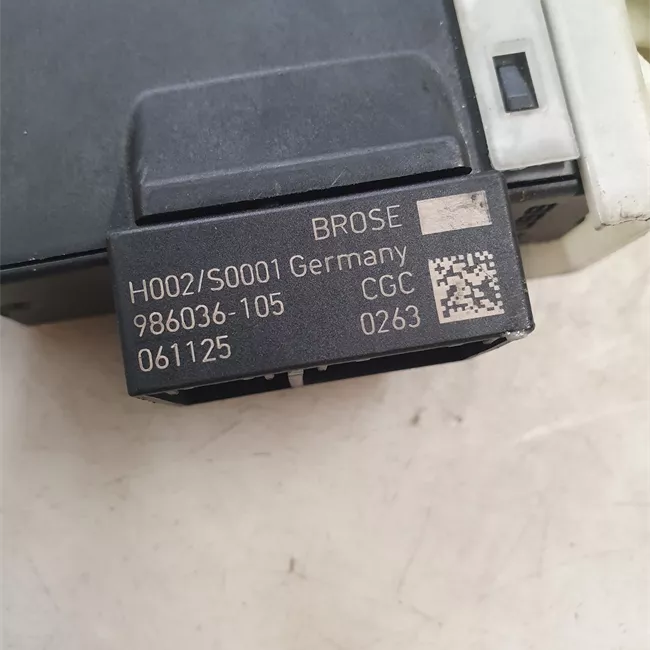 BROSE
H002/S0001 Germany
986036-105 CGC
061125 0263